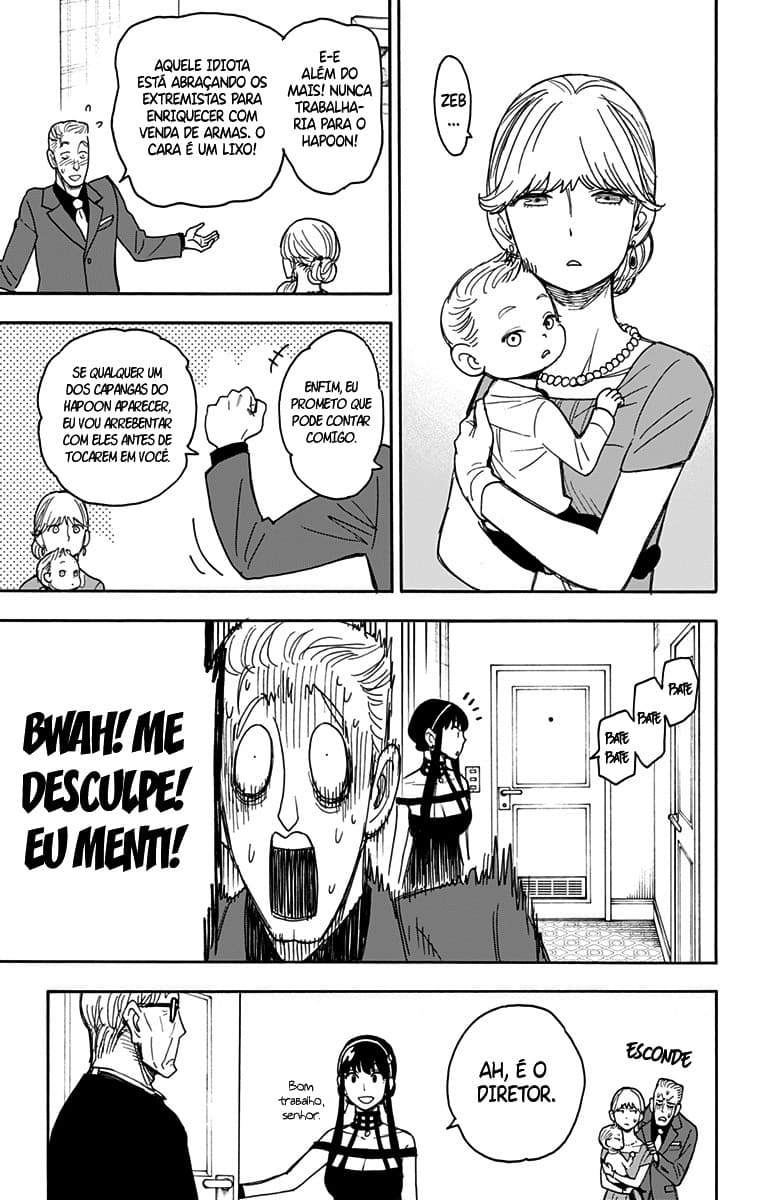 ZEB
...
E-E
ALÉM DO
MAIS! NUNCA
TRABALHA-
RIA PARA O
HAPOON!
AQUELE IDIOTA
ESTÁ ABRAÇANDO OS
EXTREMISTAS PARA
ENRIQUECER COM
VENDA DE ARMAS. O
CARA É UM LIXO!
ENFIM, EU
PROMETO QUE
PODE CONTAR
COMIGO.
SE QUALQUER UM
DOS CAPANGAS DO
HAPOON APARECER,
EU VOU ARREBENTAR
COM ELES ANTES DE
TOCAREM EM VOCÊ.
BATE
BATE
BATE
BATE
BWAH! ME
DESCULPE!
EU MENTI!
ESCONDE
AH, É O
DIRETOR.
Bom
trabalho,
senhor.